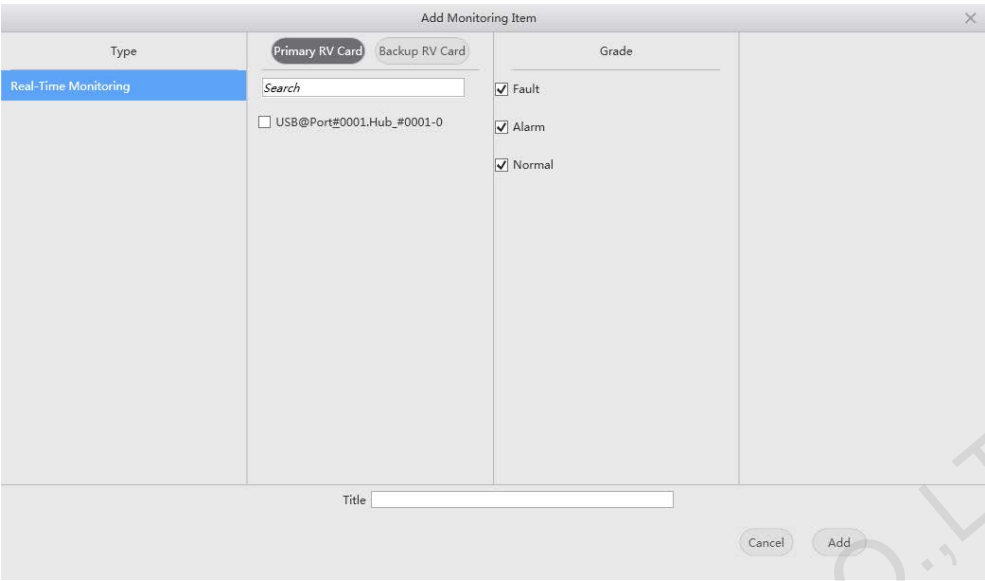 Add Monitoring Item
Type
Primary RV Card
Backup RV Card
Grade
Real-Time Monitoring
Search
USB@Port#0001.Hub_#0001-0
Fault
Alarm
Normal
Title
Cancel
Add
O.,LT